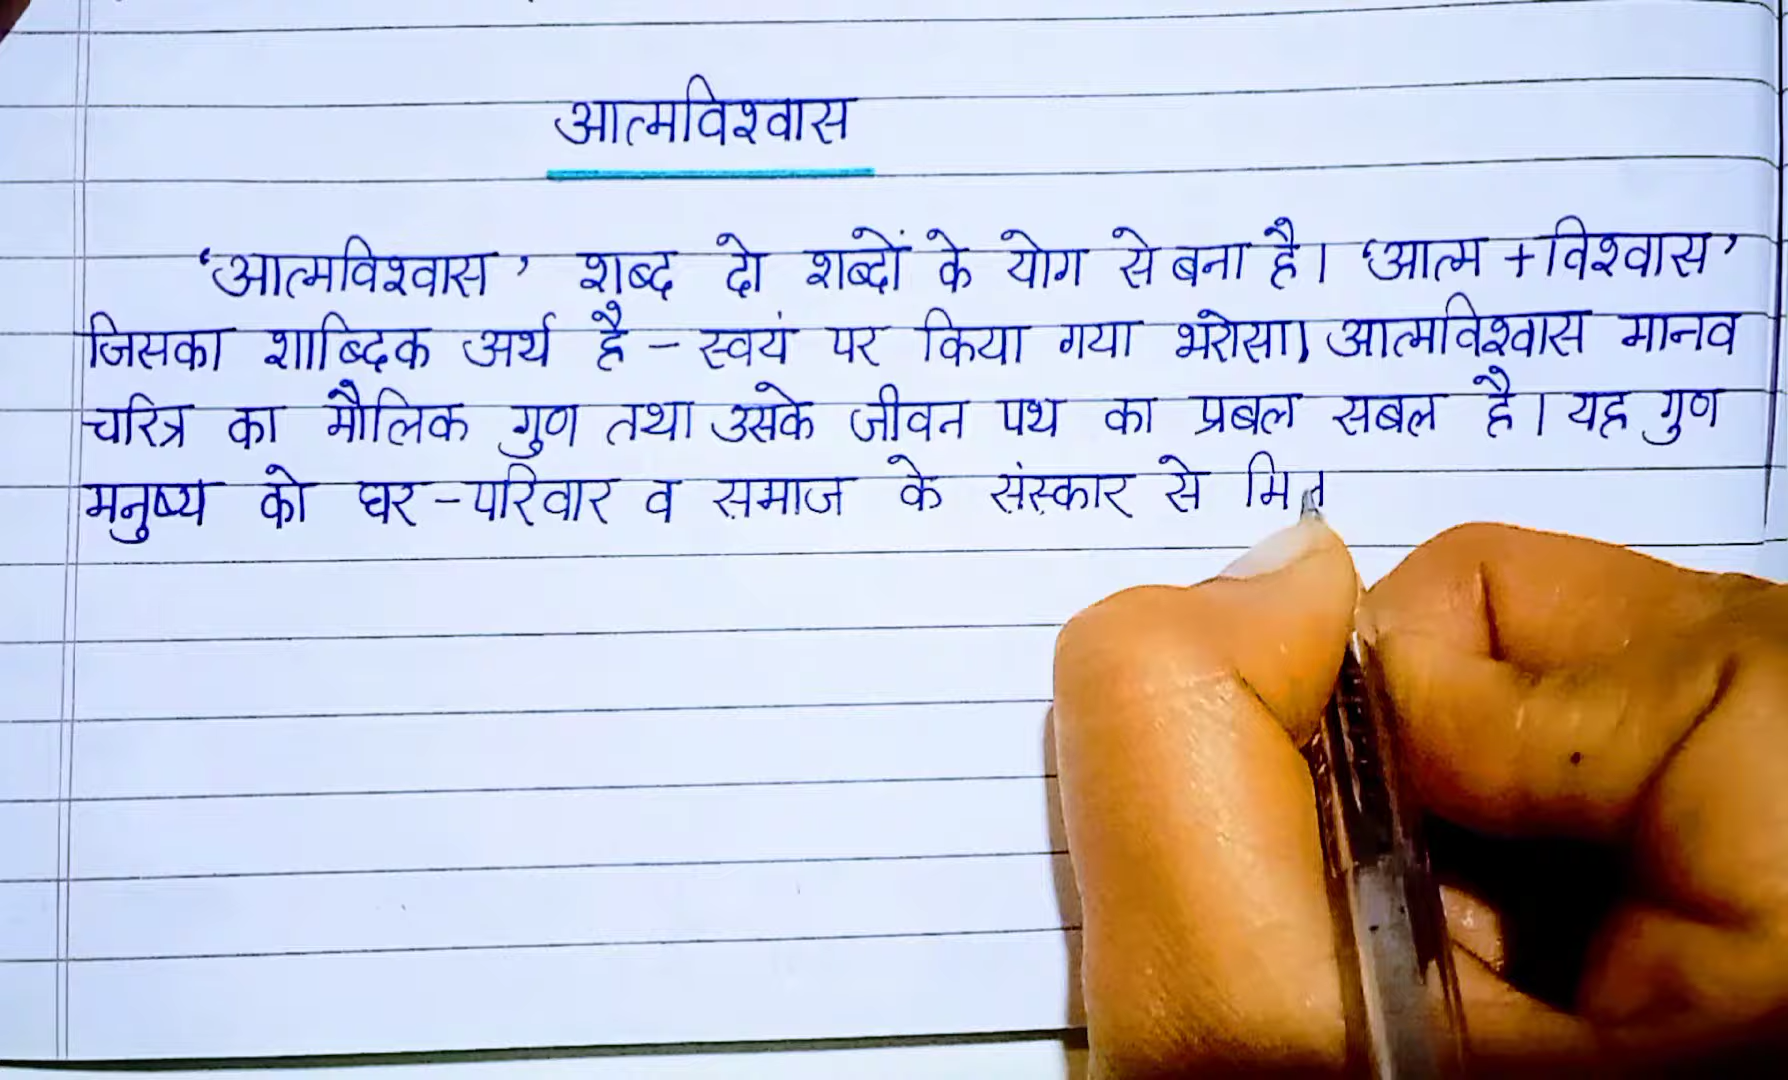 आत्मविश्वास
'आत्मविश्वास' शब्द दो शब्दों के योग से बना है। 'आत्म + विश्वास'
जिसका शाब्दिक अर्थ है – स्वयं पर किया गया भरोसा। आत्मविश्वास मानव
चरित्र का मौलिक गुण तथा उसके जीवन पथ का प्रबल सबल है। यह गुण
मनुष्य को घर – परिवार व समाज के संस्कार से